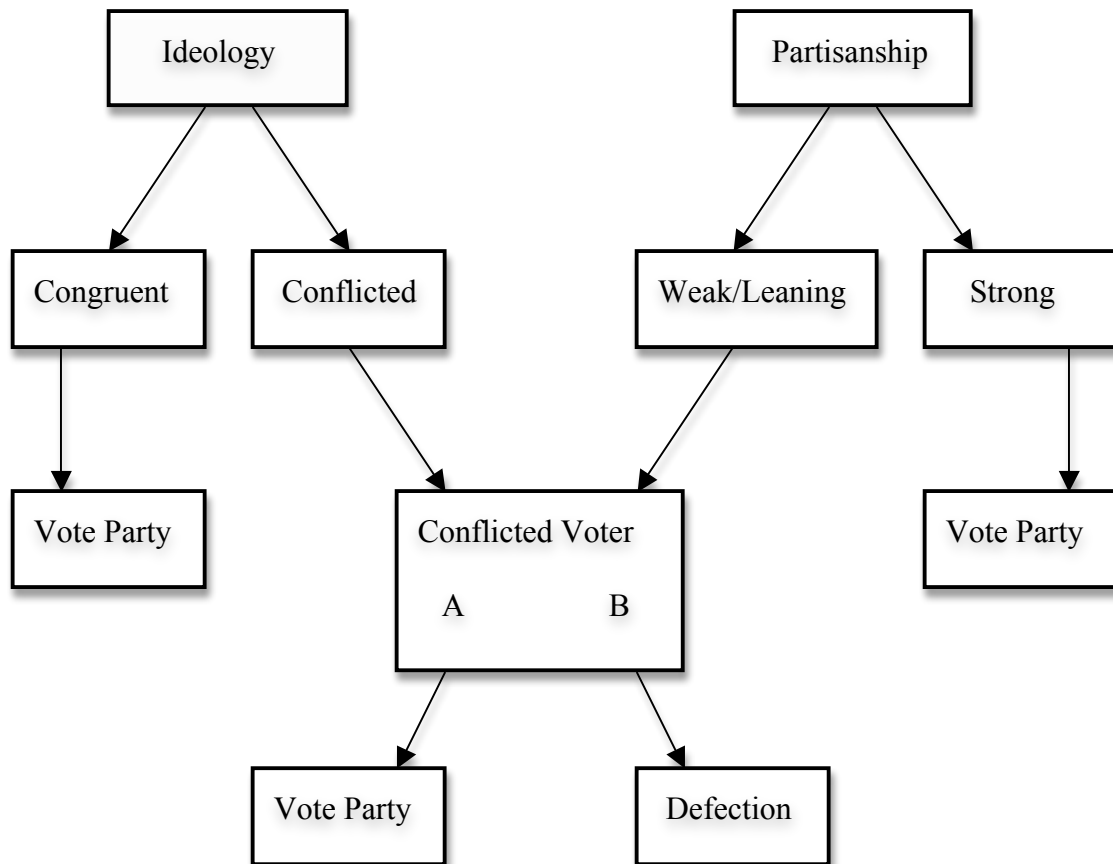 Ideology
Partisanship
Congruent
Conflicted
Weak/Leaning
Strong
Vote Party
Conflicted Voter
Vote Party
A B
Vote Party
Defection